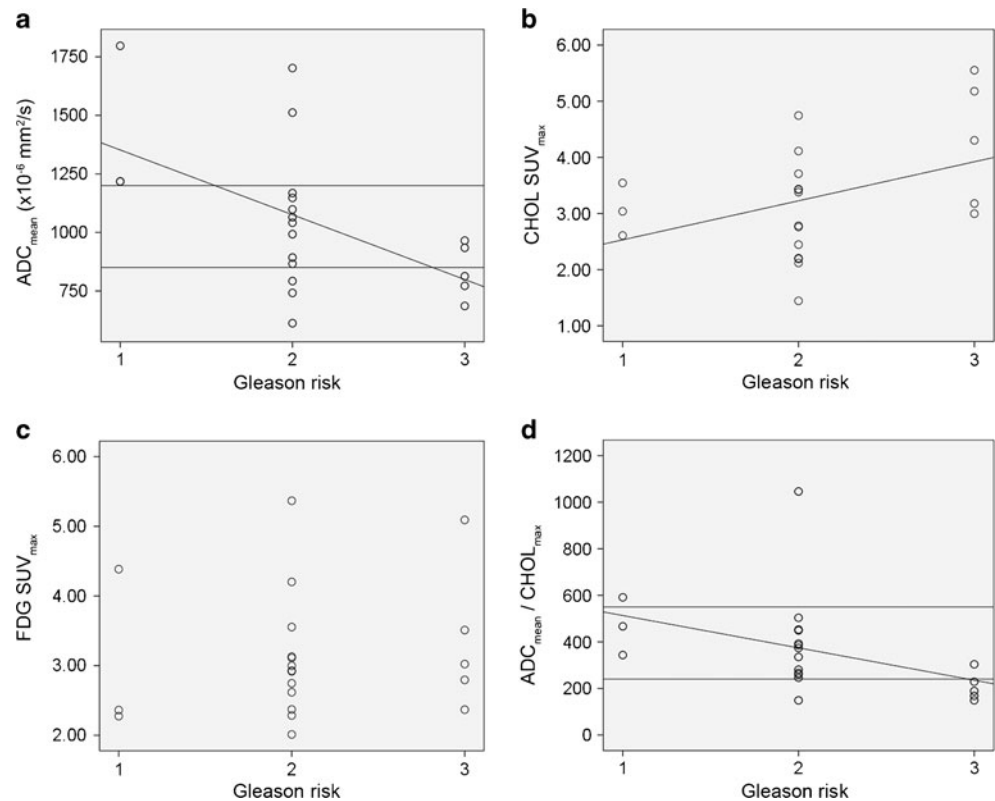 a
1750
1500
1250
1000
750
ADCmean (x10⁻⁶ mm²/s)
1 2 3
Gleason risk
b
6.00
5.00
4.00
3.00
2.00
1.00
CHOL SUVmax
1 2 3
Gleason risk
c
6.00
5.00
4.00
3.00
2.00
FDG SUVmax
1 2 3
Gleason risk
d
1200
1000
800
600
400
200
0
ADCmean / CHOLmax
1 2 3
Gleason risk